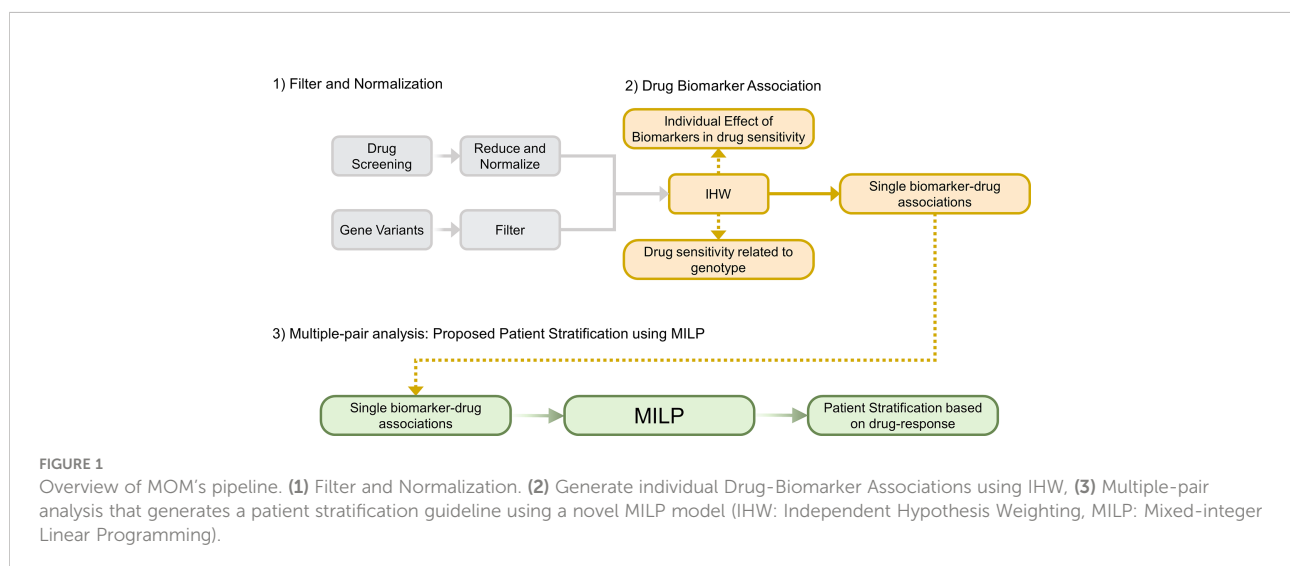 1) Filter and Normalization
2) Drug Biomarker Association
Individual Effect of
Biomarkers in drug sensitivity
Drug
Screening
Reduce and
Normalize
IHW
Single biomarker-drug
associations
Gene Variants
Filter
Drug sensitivity related to
genotype
3) Multiple-pair analysis: Proposed Patient Stratification using MILP
Single biomarker-drug
associations
MILP
Patient Stratification based
on drug-response
FIGURE 1
Overview of MOM's pipeline. (1) Filter and Normalization. (2) Generate individual Drug-Biomarker Associations using IHW, (3) Multiple-pair
analysis that generates a patient stratification guideline using a novel MILP model (IHW: Independent Hypothesis Weighting, MILP: Mixed-integer
Linear Programming).